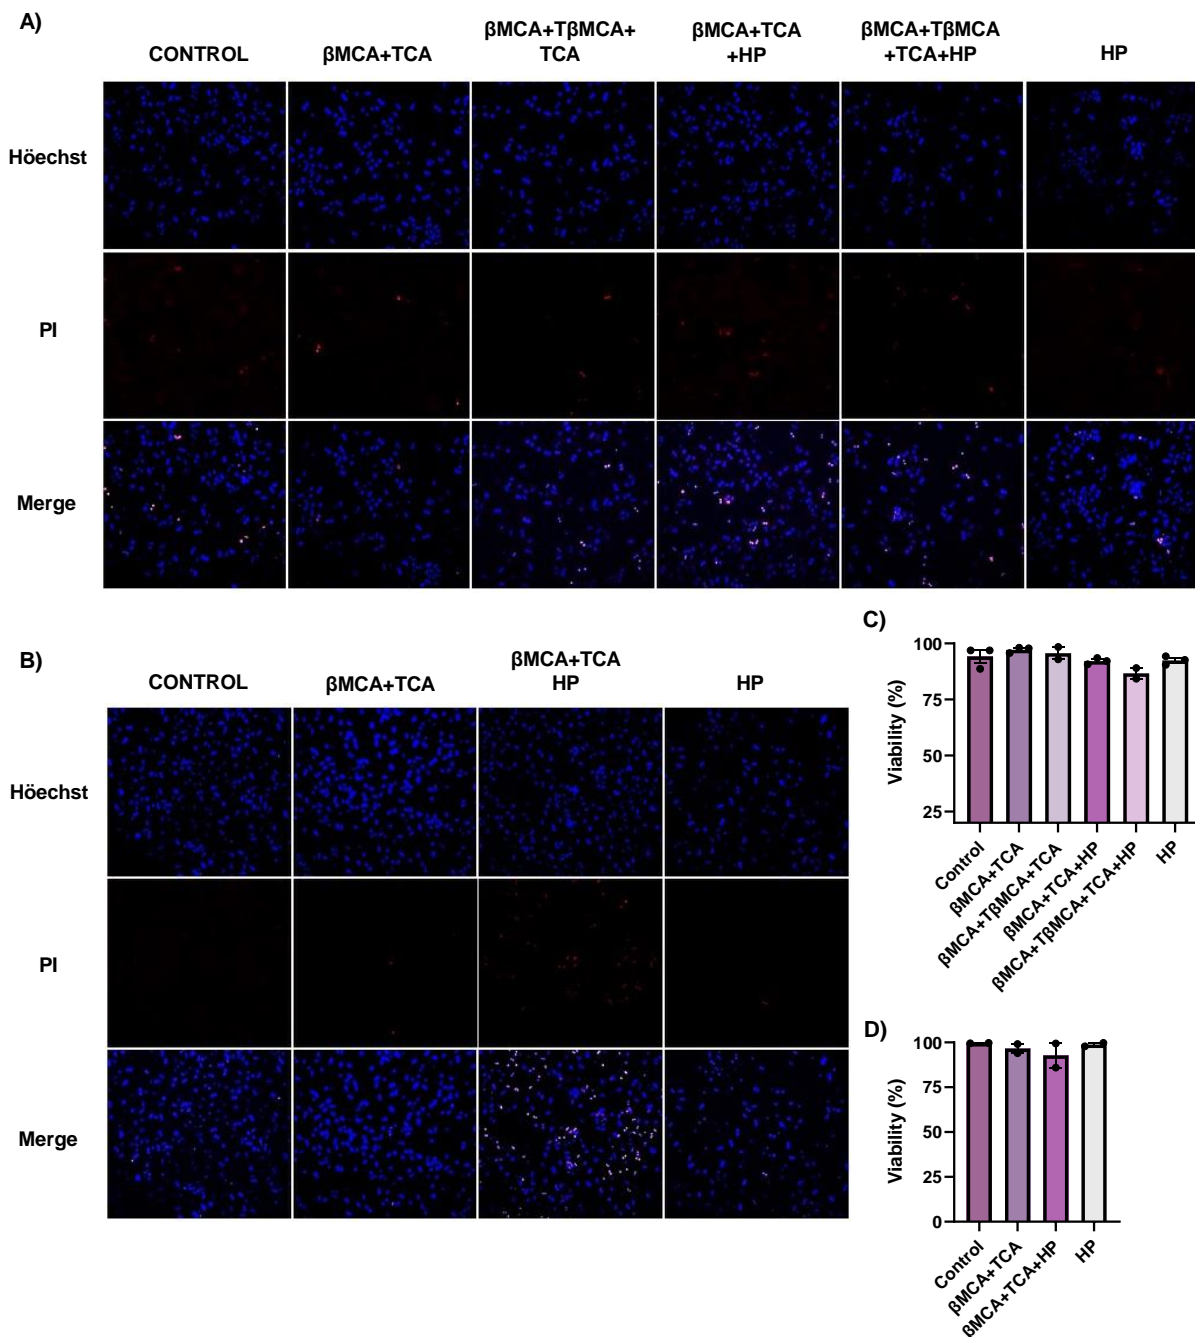 A)
CONTROL
βMCA+TCA
βMCA+TβMCA+
TCA
βMCA+TCA
+HP
βMCA+TβMCA
+TCA+HP
HP
Höechst
PI
Merge
B)
CONTROL
βMCA+TCA
βMCA+TCA
HP
HP
Höechst
PI
Merge
C)
Viability (%)
100
75
50
25
Control
βMCA+TCA
βMCA+TβMCA+TCA
βMCA+TCA+HP
βMCA+TβMCA+TCA+HP
HP
D)
Viability (%)
100
75
50
25
0
Control
βMCA+TCA
βMCA+TCA+HP
HP